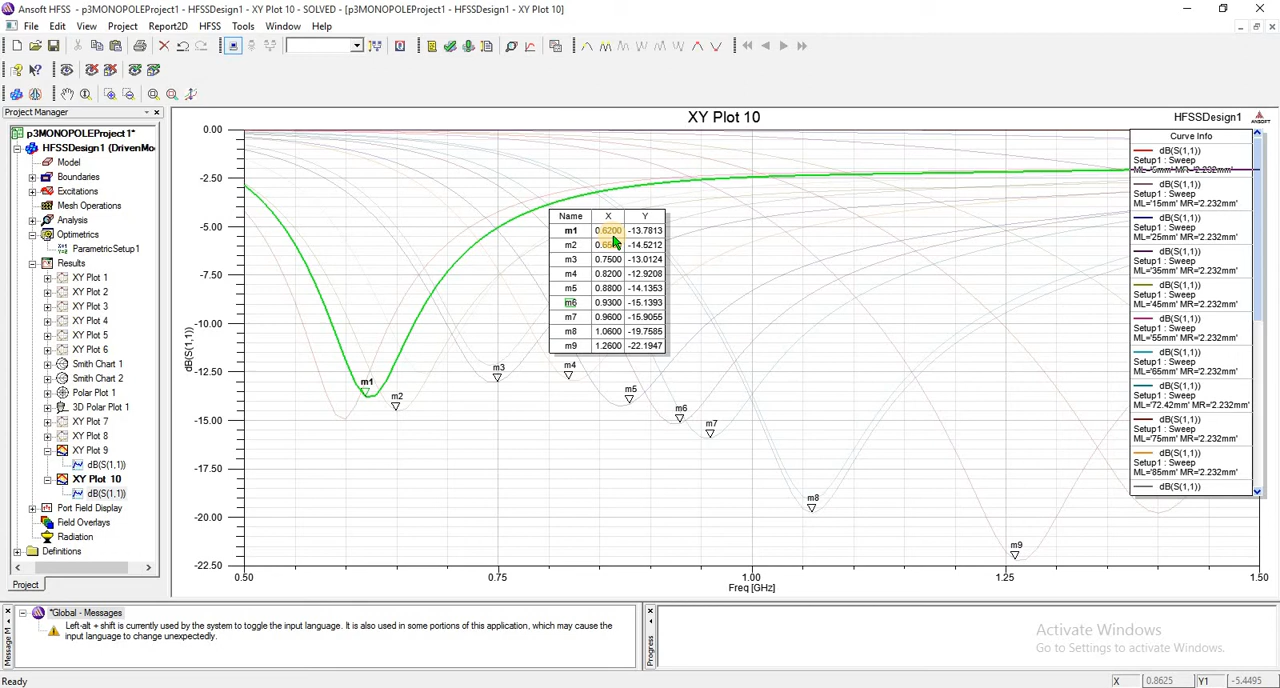 Ansoft HFSS - p3MONOPOLEProject1 - HFSSDesign1 - XY Plot 10 - SOLVED - [p3MONOPOLEProject1 - HFSSDesign1 - XY Plot 10]
File Edit View Project Report2D HFSS Tools Window Help
Project Manager
p3MONOPOLEProject1*
HFSSDesign1 (DrivenMo
Model
Boundaries
Excitations
Mesh Operations
Analysis
Optimetrics
ParametricSetup1
Results
XY Plot 1
XY Plot 2
XY Plot 3
XY Plot 4
XY Plot 5
XY Plot 6
Smith Chart 1
Smith Chart 2
Polar Plot 1
3D Polar Plot 1
XY Plot 7
XY Plot 8
XY Plot 9
dB(S(1,1))
XY Plot 10
dB(S(1,1))
Port Field Display
Field Overlays
Radiation
Definitions
Project
XY Plot 10
HFSSDesign1
ANSOFT
0.00
-2.50
-5.00
-7.50
-10.00
-12.50
-15.00
-17.50
-20.00
-22.50
dB(S(1,1))
0.50 0.75 1.00 1.25 1.50
Freq [GHz]
Name X Y
m1 0.6200 -13.7813
m2 -14.5212
m3 0.7500 -13.0124
m4 0.8200 -12.9208
m5 0.8800 -14.1353
m6 0.9300 -15.1393
m7 0.9600 -15.9055
m8 1.0600 -19.7585
m9 1.2600 -22.1947
m1
m2
m3
m4
m5
m6
m7
m8
m9
Curve Info
dB(S(1,1))
Setup1 : Sweep
ML='5mm' MR='2.232mm'
dB(S(1,1))
Setup1 : Sweep
ML='15mm' MR='2.232mm'
dB(S(1,1))
Setup1 : Sweep
ML='25mm' MR='2.232mm'
dB(S(1,1))
Setup1 : Sweep
ML='35mm' MR='2.232mm'
dB(S(1,1))
Setup1 : Sweep
ML='45mm' MR='2.232mm'
dB(S(1,1))
Setup1 : Sweep
ML='55mm' MR='2.232mm'
dB(S(1,1))
Setup1 : Sweep
ML='65mm' MR='2.232mm'
dB(S(1,1))
Setup1 : Sweep
ML='72.42mm' MR='2.232mm'
dB(S(1,1))
Setup1 : Sweep
ML='75mm' MR='2.232mm'
dB(S(1,1))
Setup1 : Sweep
ML='85mm' MR='2.232mm'
dB(S(1,1))
*Global - Messages
Left-alt + shift is currently used by the system to toggle the input language. It is also used in some portions of this application, which may cause the
input language to change unexpectedly.
Message M
Progress
Activate Windows
Go to Settings to activate Windows.
Ready
X 0.8625 Y1 -5.4495